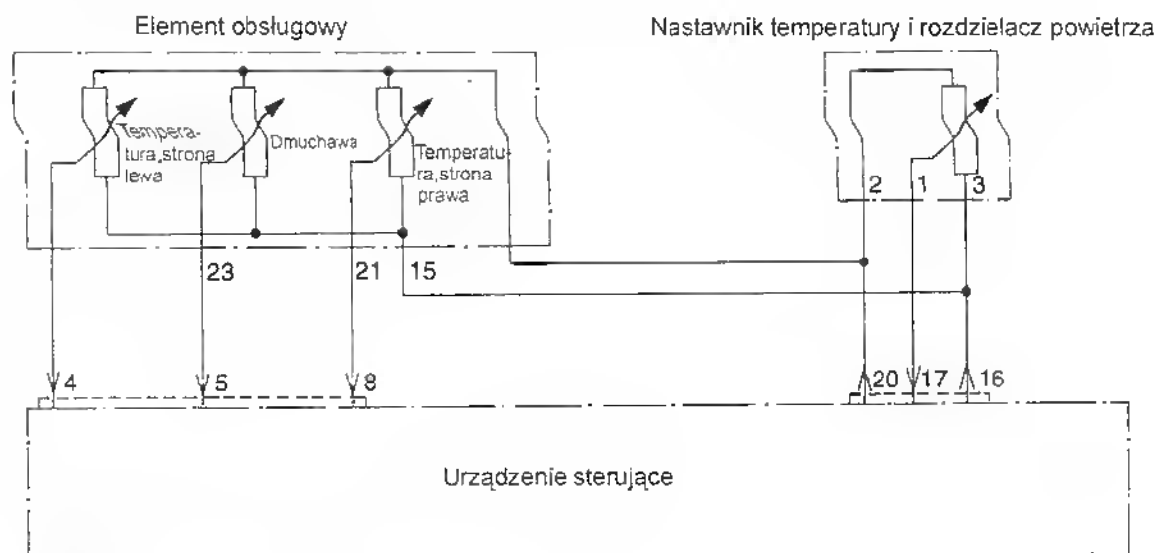 Element obsługowy
Nastawnik temperatury i rozdzielacz powietrza
Tempera-
tura,strona
lewa
Dmuchawa
Temperatu-
ra,strona
prawa
2 1 3
23 21 15
4 5 8 20 17 16
Urządzenie sterujące